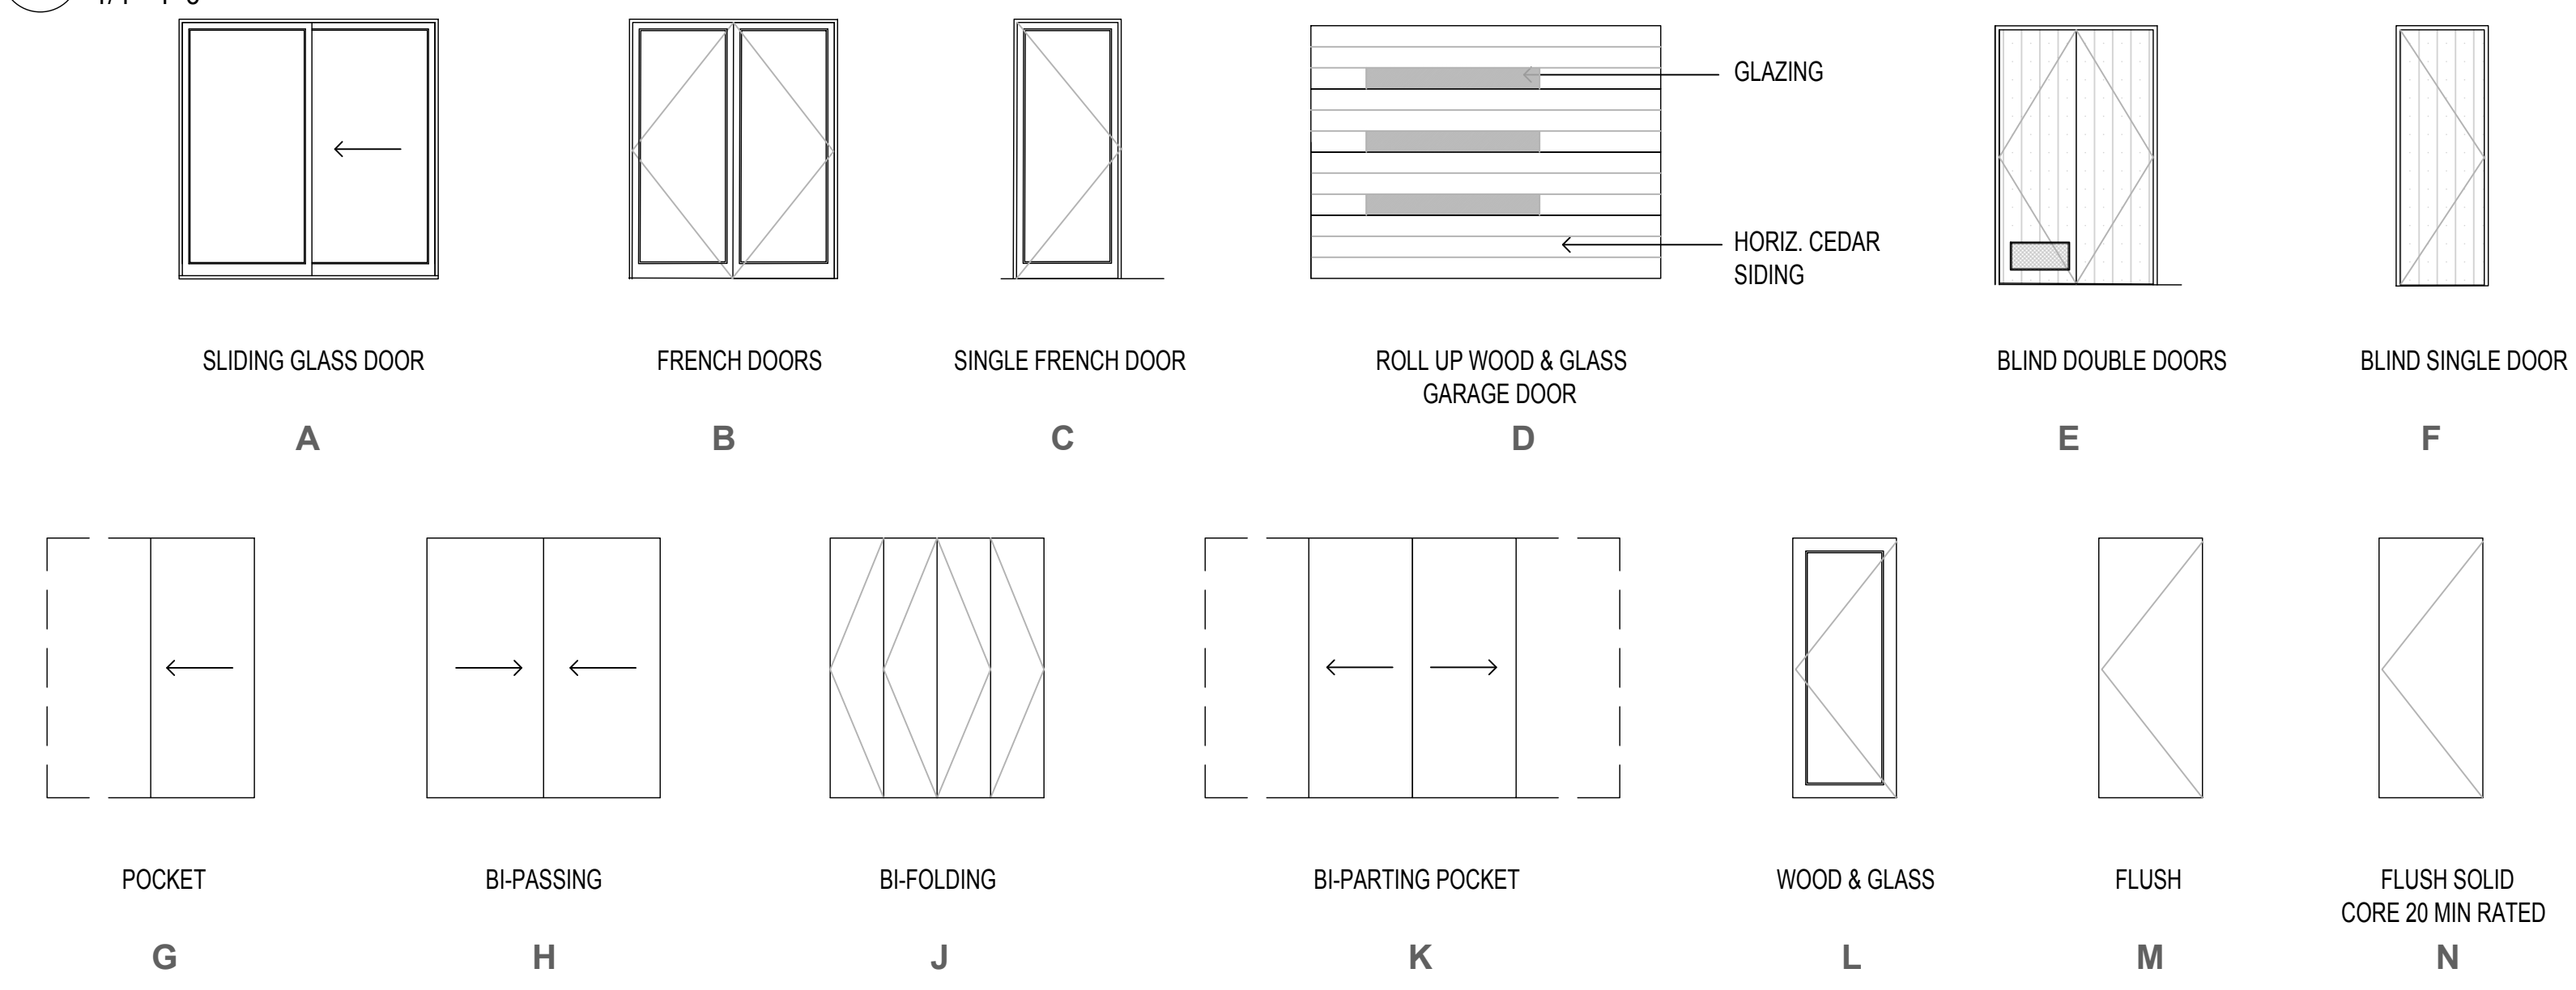 GLAZING
HORIZ. CEDAR
SIDING
SLIDING GLASS DOOR
FRENCH DOORS
SINGLE FRENCH DOOR
ROLL UP WOOD & GLASS
GARAGE DOOR
BLIND DOUBLE DOORS
BLIND SINGLE DOOR
A
B
C
D
E
F
POCKET
BI-PASSING
BI-FOLDING
BI-PARTING POCKET
WOOD & GLASS
FLUSH
FLUSH SOLID
CORE 20 MIN RATED
G
H
J
K
L
M
N